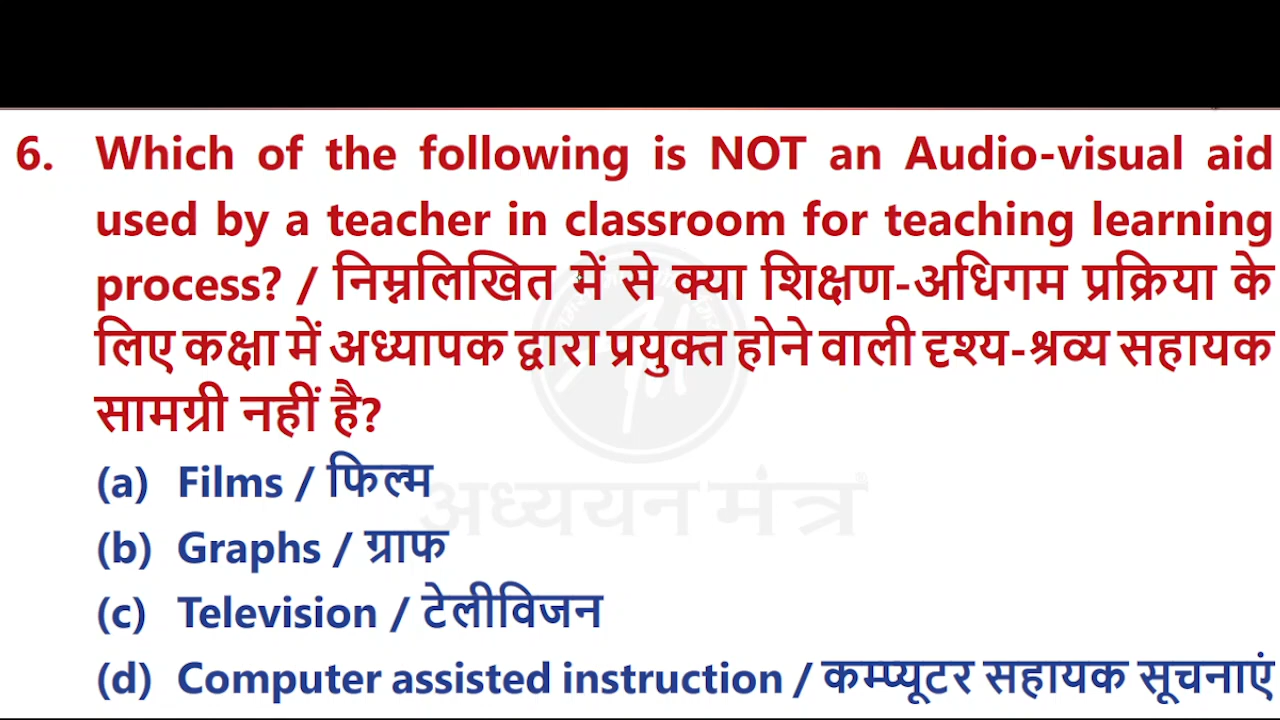 6. Which of the following is NOT an Audio-visual aid
used by a teacher in classroom for teaching learning
process? / निम्नलिखित में से क्या शिक्षण-अधिगम प्रक्रिया के
लिए कक्षा में अध्यापक द्वारा प्रयुक्त होने वाली दृश्य-श्रव्य सहायक
सामग्री नहीं है?
(a) Films / फिल्म
अध्ययन मंत्र
(b) Graphs / ग्राफ
(c) Television / टेलीविजन
(d) Computer assisted instruction / कम्प्यूटर सहायक सूचनाएं